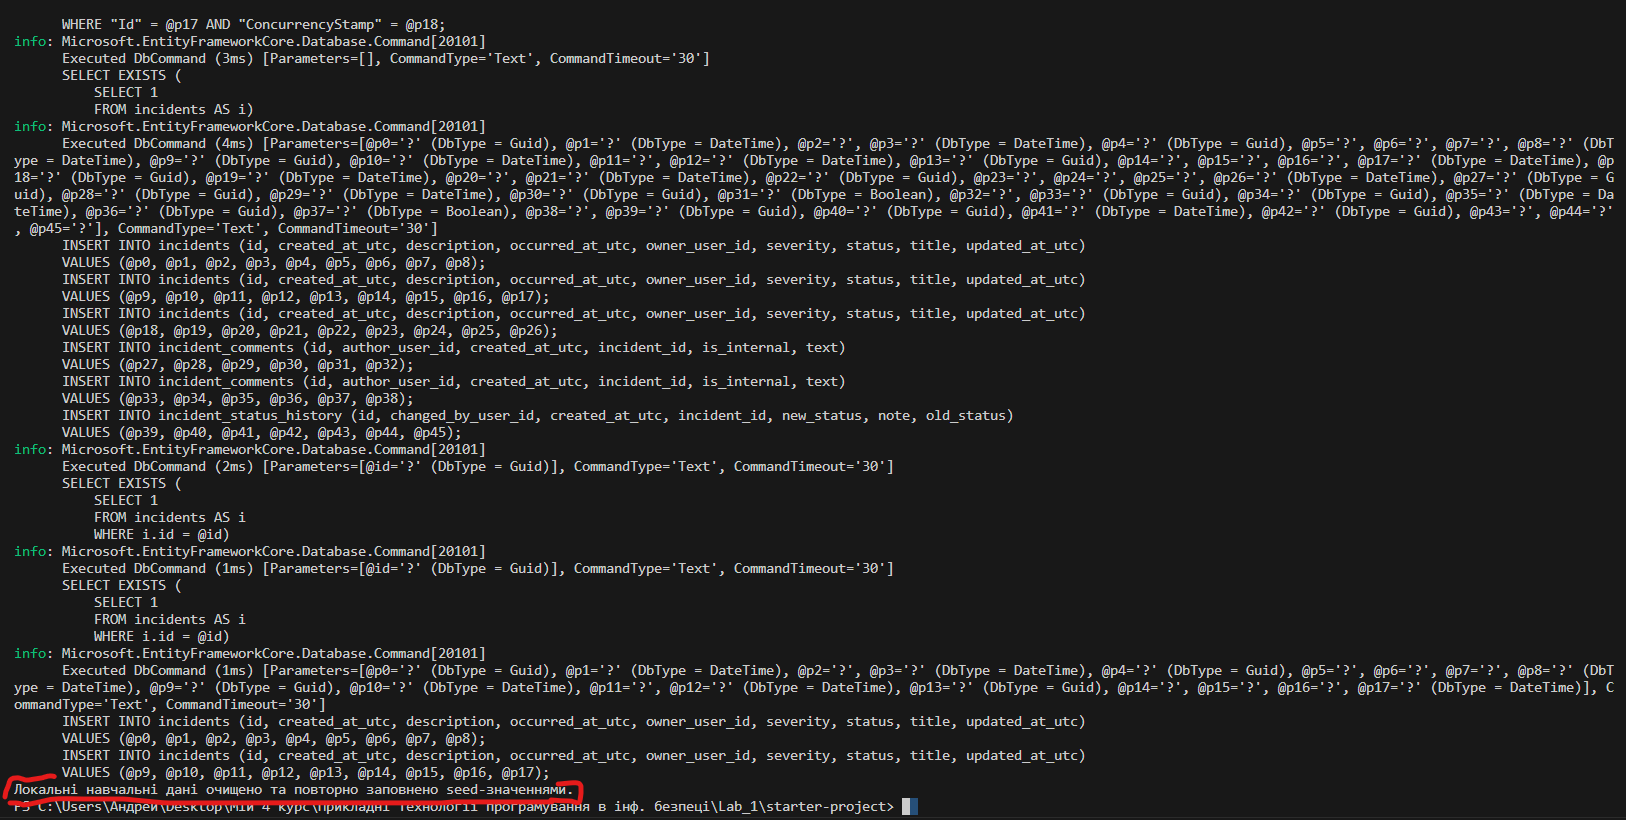 WHERE "Id" = @p17 AND "ConcurrencyStamp" = @p18;
info: Microsoft.EntityFrameworkCore.Database.Command[20101]
Executed DbCommand (3ms) [Parameters=[], CommandType='Text', CommandTimeout='30']
SELECT EXISTS (
SELECT 1
FROM incidents AS i)
info: Microsoft.EntityFrameworkCore.Database.Command[20101]
Executed DbCommand (4ms) [Parameters=[@p0='?' (DbType = Guid), @p1='?' (DbType = DateTime), @p2='?', @p3='?' (DbType = DateTime), @p4='?' (DbType = Guid), @p5='?', @p6='?', @p7='?', @p8='?' (DbT
ype = DateTime), @p9='?' (DbType = Guid), @p10='?' (DbType = DateTime), @p11='?', @p12='?' (DbType = DateTime), @p13='?' (DbType = Guid), @p14='?', @p15='?', @p16='?', @p17='?' (DbType = DateTime), @p
18='?' (DbType = Guid), @p19='?' (DbType = DateTime), @p20='?', @p21='?' (DbType = DateTime), @p22='?' (DbType = Guid), @p23='?', @p24='?', @p25='?', @p26='?' (DbType = DateTime), @p27='?' (DbType = G
uid), @p28='?' (DbType = Guid), @p29='?' (DbType = DateTime), @p30='?' (DbType = Guid), @p31='?' (DbType = Boolean), @p32='?', @p33='?' (DbType = Guid), @p34='?' (DbType = Guid), @p35='?' (DbType = Da
teTime), @p36='?' (DbType = Guid), @p37='?' (DbType = Boolean), @p38='?', @p39='?' (DbType = Guid), @p40='?' (DbType = Guid), @p41='?' (DbType = DateTime), @p42='?' (DbType = Guid), @p43='?', @p44='?'
, @p45='?'], CommandType='Text', CommandTimeout='30']
INSERT INTO incidents (id, created_at_utc, description, occurred_at_utc, owner_user_id, severity, status, title, updated_at_utc)
VALUES (@p0, @p1, @p2, @p3, @p4, @p5, @p6, @p7, @p8);
INSERT INTO incidents (id, created_at_utc, description, occurred_at_utc, owner_user_id, severity, status, title, updated_at_utc)
VALUES (@p9, @p10, @p11, @p12, @p13, @p14, @p15, @p16, @p17);
INSERT INTO incidents (id, created_at_utc, description, occurred_at_utc, owner_user_id, severity, status, title, updated_at_utc)
VALUES (@p18, @p19, @p20, @p21, @p22, @p23, @p24, @p25, @p26);
INSERT INTO incident_comments (id, author_user_id, created_at_utc, incident_id, is_internal, text)
VALUES (@p27, @p28, @p29, @p30, @p31, @p32);
INSERT INTO incident_comments (id, author_user_id, created_at_utc, incident_id, is_internal, text)
VALUES (@p33, @p34, @p35, @p36, @p37, @p38);
INSERT INTO incident_status_history (id, changed_by_user_id, created_at_utc, incident_id, new_status, note, old_status)
VALUES (@p39, @p40, @p41, @p42, @p43, @p44, @p45);
info: Microsoft.EntityFrameworkCore.Database.Command[20101]
Executed DbCommand (2ms) [Parameters=[@id='?' (DbType = Guid)], CommandType='Text', CommandTimeout='30']
SELECT EXISTS (
SELECT 1
FROM incidents AS i
WHERE i.id = @id)
info: Microsoft.EntityFrameworkCore.Database.Command[20101]
Executed DbCommand (1ms) [Parameters=[@id='?' (DbType = Guid)], CommandType='Text', CommandTimeout='30']
SELECT EXISTS (
SELECT 1
FROM incidents AS i
WHERE i.id = @id)
info: Microsoft.EntityFrameworkCore.Database.Command[20101]
Executed DbCommand (1ms) [Parameters=[@p0='?' (DbType = Guid), @p1='?' (DbType = DateTime), @p2='?', @p3='?' (DbType = DateTime), @p4='?' (DbType = Guid), @p5='?', @p6='?', @p7='?', @p8='?' (DbT
ype = DateTime), @p9='?' (DbType = Guid), @p10='?' (DbType = DateTime), @p11='?', @p12='?' (DbType = DateTime), @p13='?' (DbType = Guid), @p14='?', @p15='?', @p16='?', @p17='?' (DbType = DateTime)], C
ommandType='Text', CommandTimeout='30']
INSERT INTO incidents (id, created_at_utc, description, occurred_at_utc, owner_user_id, severity, status, title, updated_at_utc)
VALUES (@p0, @p1, @p2, @p3, @p4, @p5, @p6, @p7, @p8);
INSERT INTO incidents (id, created_at_utc, description, occurred_at_utc, owner_user_id, severity, status, title, updated_at_utc)
VALUES (@p9, @p10, @p11, @p12, @p13, @p14, @p15, @p16, @p17);
Локальні навчальні дані очищено та повторно заповнено seed-значеннями.
PS C:\Users\Андрей\Desktop\Мій 4 курс\Прикладні технології програмування в інф. безпеці\Lab_1\starter-project>